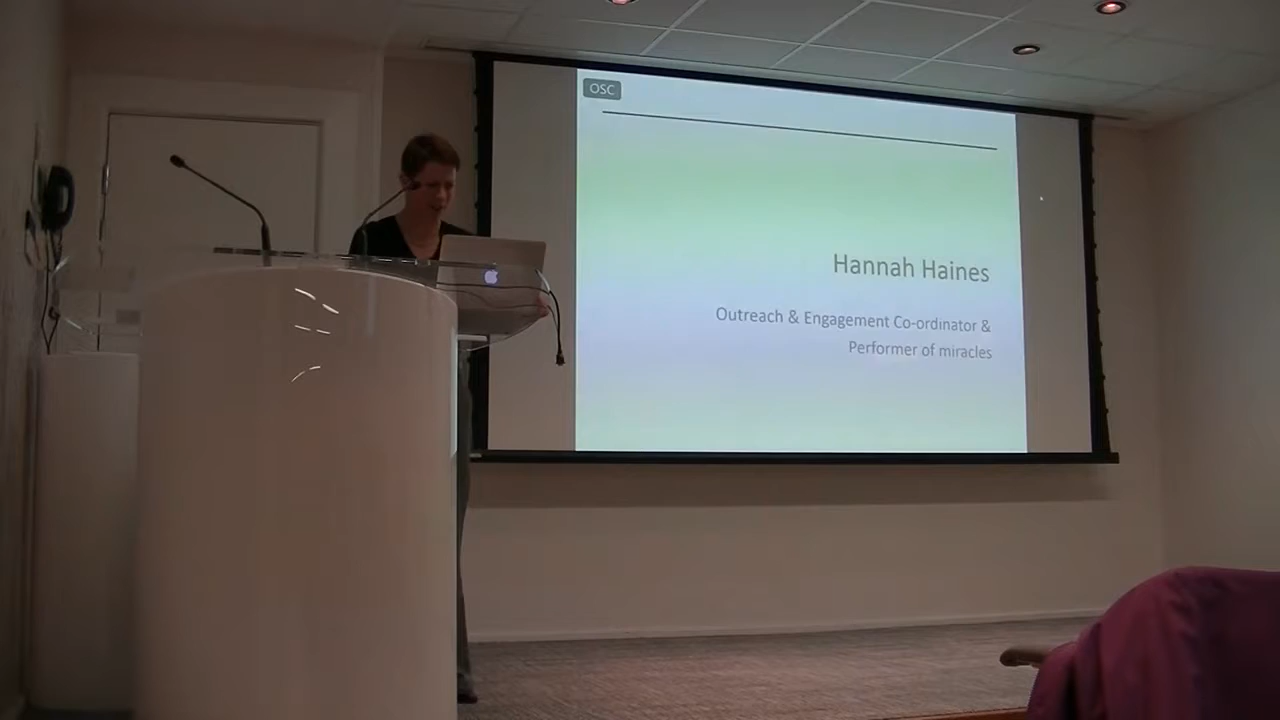 OSC
Hannah Haines
Outreach & Engagement Co-ordinator &
Performer of miracles